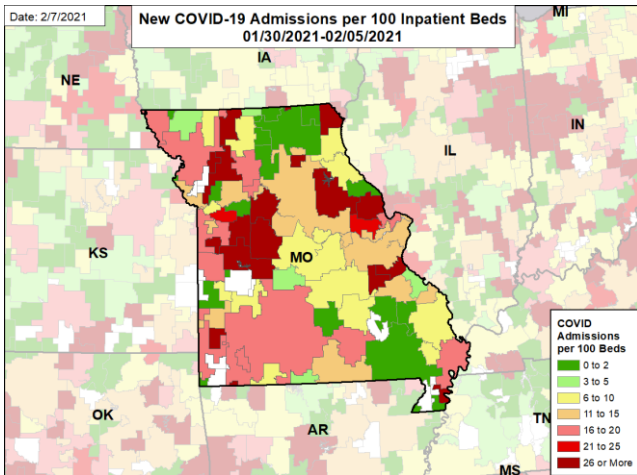 Date: 2/7/2021
New COVID-19 Admissions per 100 Inpatient Beds
01/30/2021-02/05/2021
MI
IA
NE
IN
IL
KS
MO
COVID
Admissions
per 100 Beds
0 to 2
3 to 5
6 to 10
11 to 15
16 to 20
21 to 25
26 or More
OK
AR
TN
MS